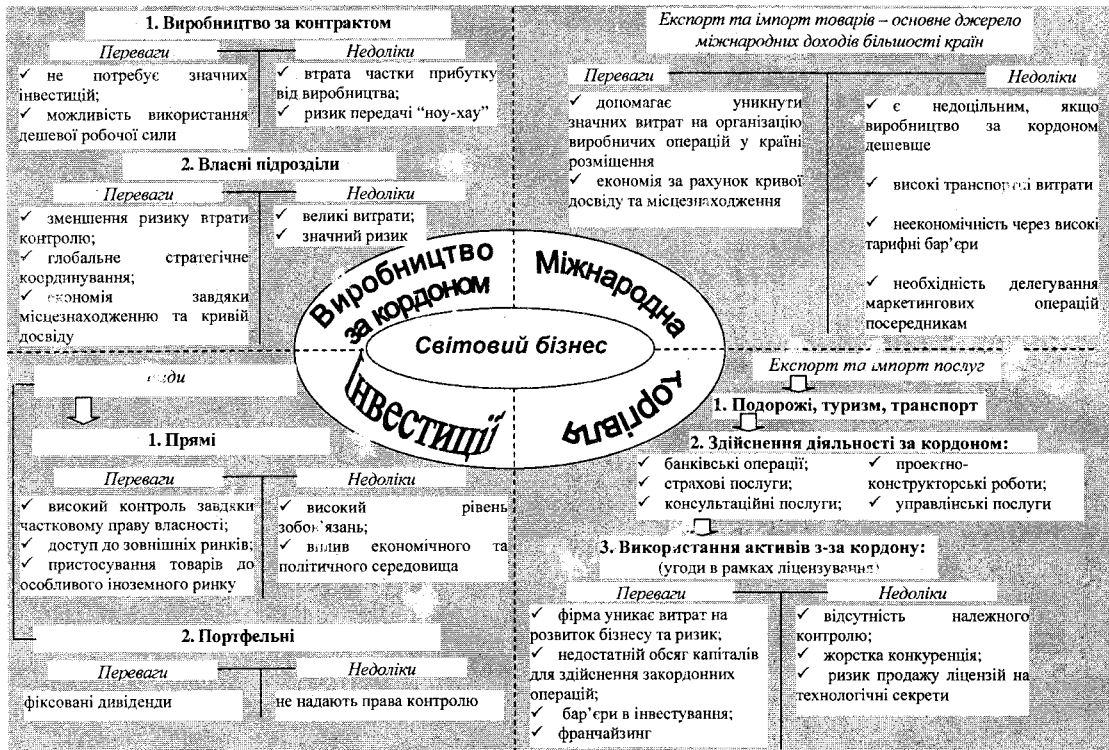 1. Виробництво за контрактом
Переваги
не потребує значних
інвестицій;
можливість використання
дешевої робочої сили
Недоліки
втрата частки прибутку
від виробництва;
ризик передачі “ноу-хау”
2. Власні підрозділи
Переваги
зменшення ризику втрати
контролю;
глобальне стратегічне
координування;
економія завдяки
місцезнаходженню та кривій
досвіду
Недоліки
великі витрати;
значний ризик
Експорт та імпорт товарів – основне джерело
міжнародних доходів більшості країн
Переваги
допомагає уникнути
значних витрат на організацію
виробничих операцій у країні
розміщення
економія за рахунок кривої
досвіду та місцезнаходження
Недоліки
є недоцільним, якщо
виробництво за кордоном
дешевше
високі транспортні витрати
неекономічність через високі
тарифні бар’єри
необхідність делегування
маркетингових операцій
посередникам
Виробництво
за кордоном
Міжнародна
торгівля
Інвестиції
Світовий бізнес
1. Прямі
Переваги
високий контроль завдяки
частковому праву власності;
доступ до зовнішніх ринків;
пристосування товарів до
особливого іноземного ринку
Недоліки
високий рівень
зобов’язань;
вплив економічного та
політичного середовища
2. Портфельні
Переваги
фіксовані дивіденди
Недоліки
не надають права контролю
Експорт та імпорт послуг
1. Подорожі, туризм, транспорт
2. Здійснення діяльності за кордоном:
банківські операції;
страхові послуги;
консультаційні послуги;
проектно-
конструкторські роботи;
управлінські послуги
3. Використання активів з-за кордону:
(угоди в рамках ліцензування)
Переваги
фірма уникає витрат на
розвиток бізнесу та ризик;
недостатній обсяг капіталів
для здійснення закордонних
операцій;
бар’єри в інвестування;
франчайзинг
Недоліки
відсутність належного
контролю;
жорстка конкуренція;
ризик продажу ліцензій на
технологічні секрети